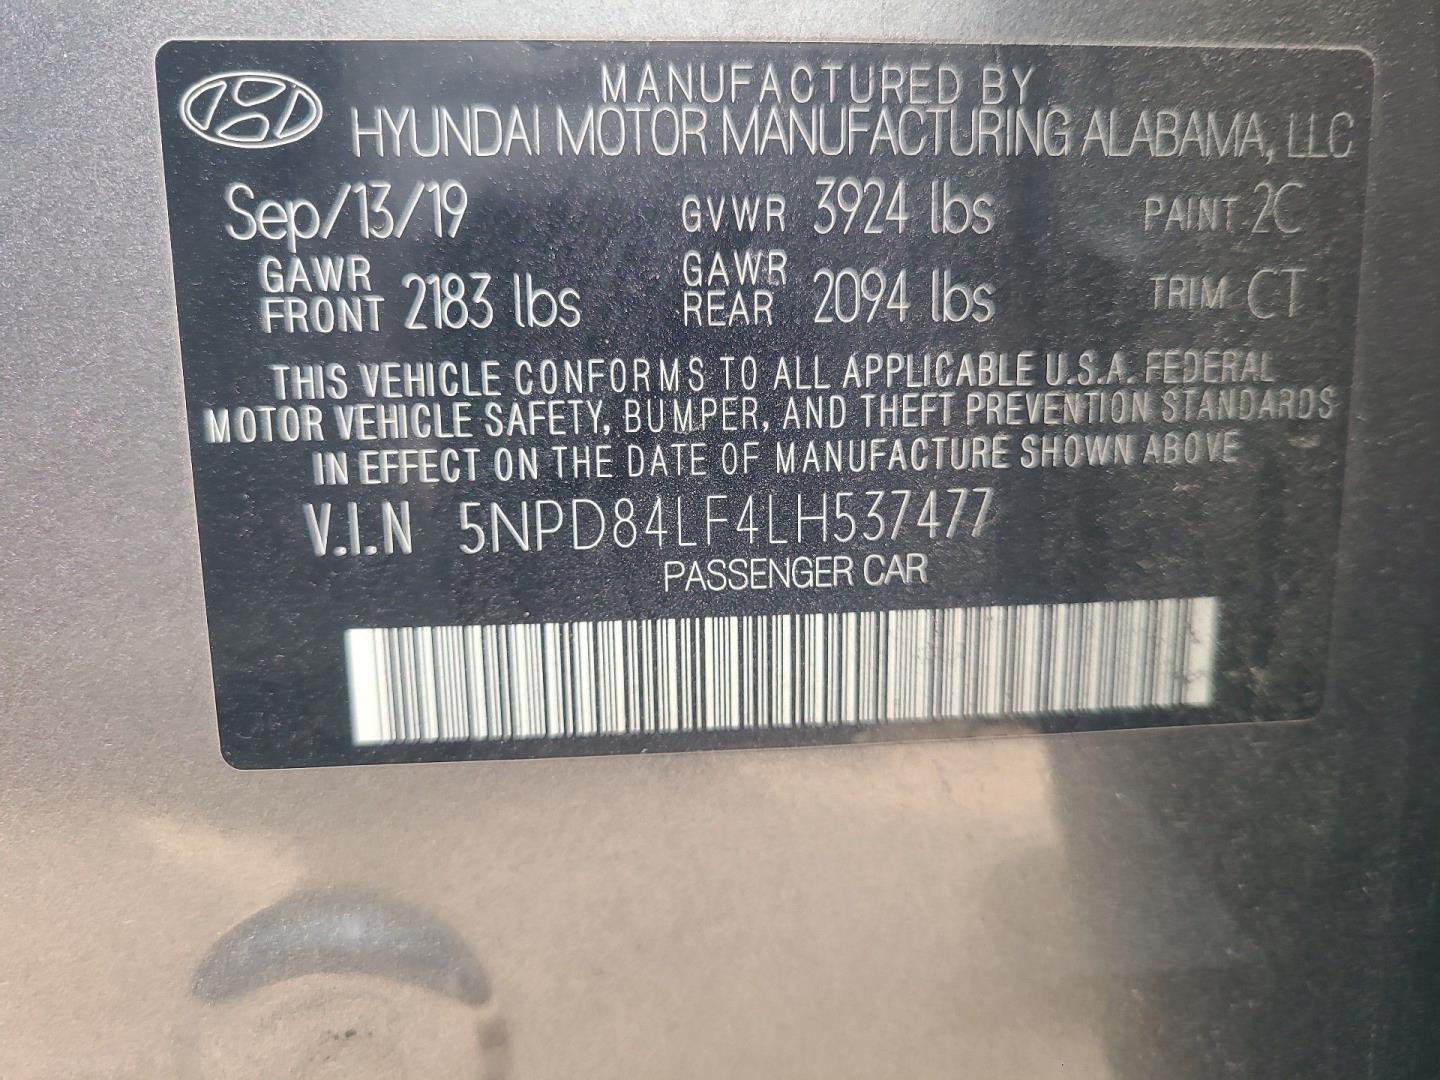 MANUFACTURED BY
HYUNDAI MOTOR MANUFACTURING ALABAMA, LLC
Sep/13/19 GVWR 3924 lbs PAINT 2C
GAWR FRONT 2183 lbs GAWR REAR 2094 lbs TRIM CT
THIS VEHICLE CONFORMS TO ALL APPLICABLE U.S.A. FEDERAL
MOTOR VEHICLE SAFETY, BUMPER, AND THEFT PREVENTION STANDARDS
IN EFFECT ON THE DATE OF MANUFACTURE SHOWN ABOVE
V.I.N 5NPD84LF4LH537477
PASSENGER CAR